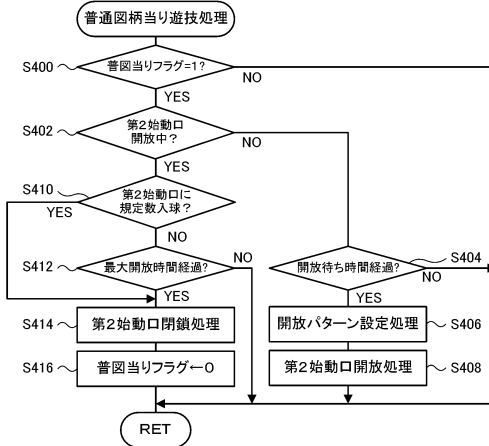 普通図柄当り遊技処理
S400
普図当りフラグ=1?
NO
YES
S402
第2始動口
開放中?
NO
YES
S410
第2始動口に
規定数入球?
YES
NO
S412
最大開放時間経過?
NO
YES
S404
開放待ち時間経過?
NO
YES
S414
第2始動口閉鎖処理
開放パターン設定処理
S406
S416
普図当りフラグ←0
第2始動口開放処理
S408
RET